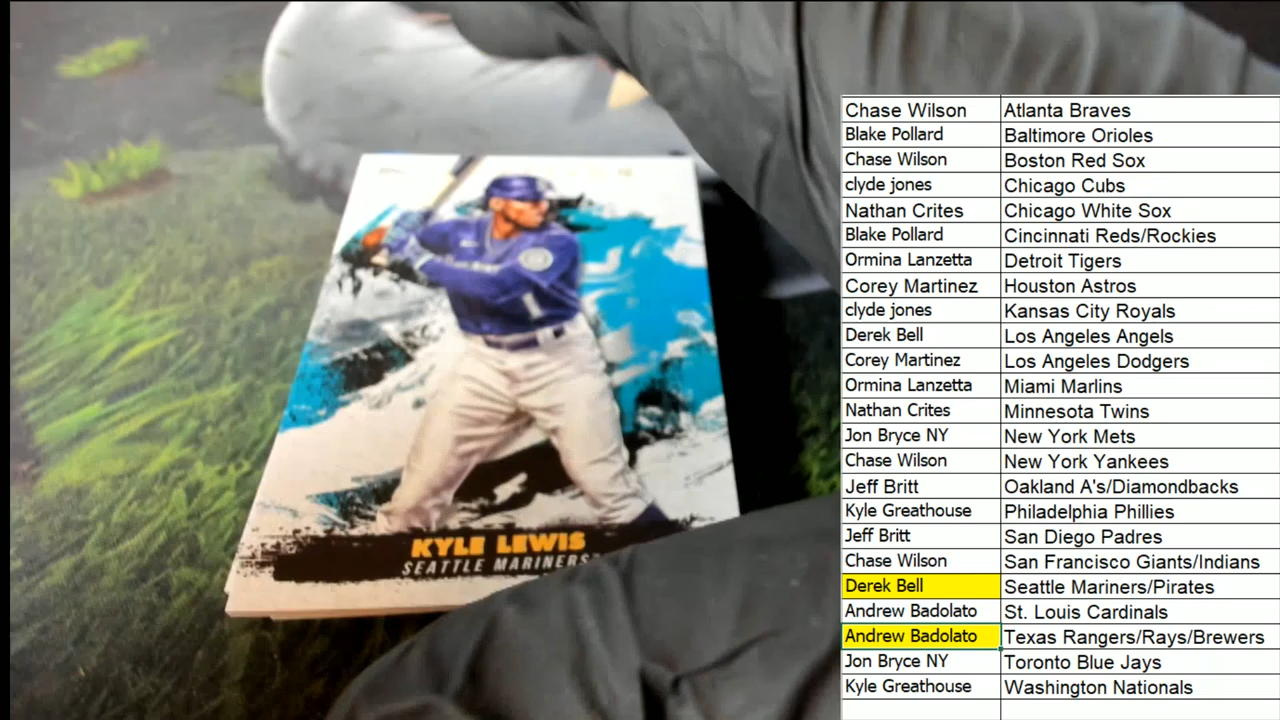 KYLE LEWIS
SEATTLE MARINERS
1
Chase Wilson Atlanta Braves
Blake Pollard Baltimore Orioles
Chase Wilson Boston Red Sox
clyde jones Chicago Cubs
Nathan Crites Chicago White Sox
Blake Pollard Cincinnati Reds/Rockies
Ormina Lanzetta Detroit Tigers
Corey Martinez Houston Astros
clyde jones Kansas City Royals
Derek Bell Los Angeles Angels
Corey Martinez Los Angeles Dodgers
Ormina Lanzetta Miami Marlins
Nathan Crites Minnesota Twins
Jon Bryce NY New York Mets
Chase Wilson New York Yankees
Jeff Britt Oakland A's/Diamondbacks
Kyle Greathouse Philadelphia Phillies
Jeff Britt San Diego Padres
Chase Wilson San Francisco Giants/Indians
Derek Bell Seattle Mariners/Pirates
Andrew Badolato St. Louis Cardinals
Andrew Badolato Texas Rangers/Rays/Brewers
Jon Bryce NY Toronto Blue Jays
Kyle Greathouse Washington Nationals